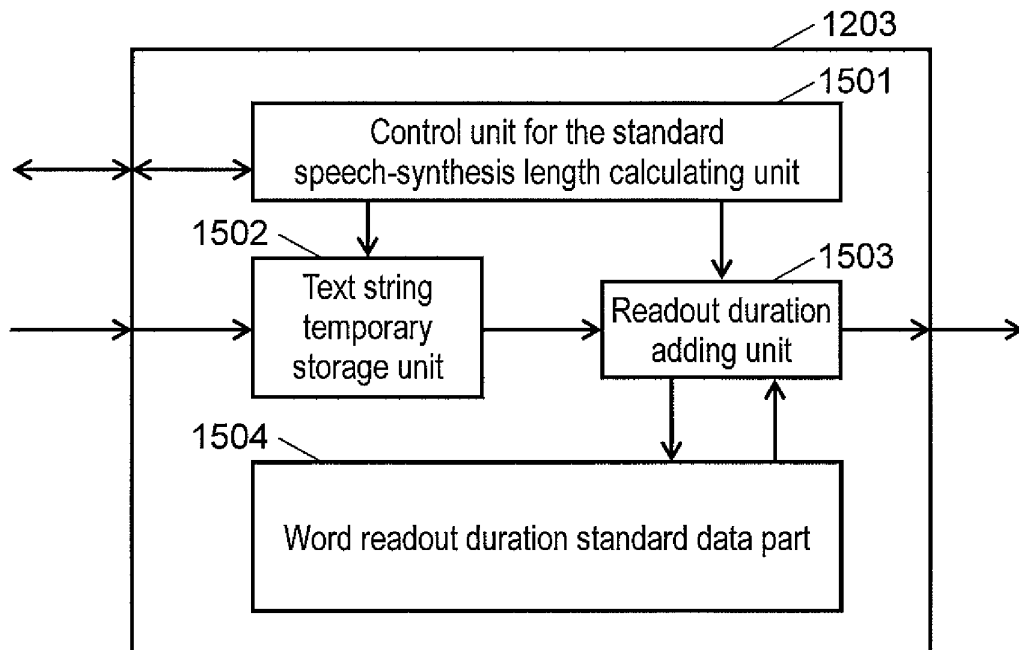 1203
1501
Control unit for the standard
speech-synthesis length calculating unit
1502
Text string
temporary
storage unit
1503
Readout duration
adding unit
1504
Word readout duration standard data part